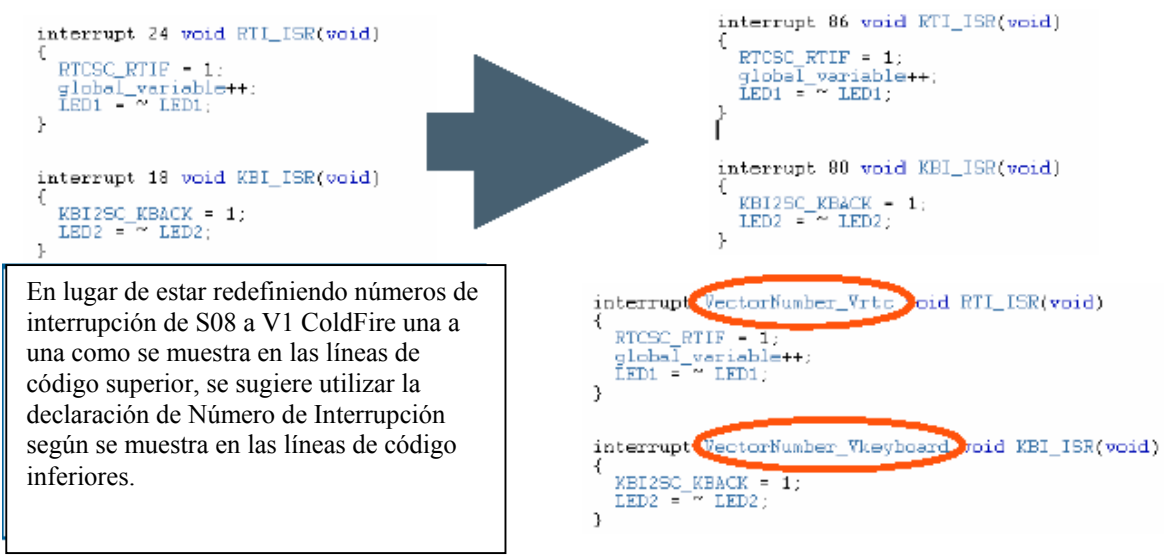 interrupt 24 void RTI_ISR(void)
{
RTCSC_RTIF = 1;
global_variable++;
LED1 = ~ LED1;
}
interrupt 18 void KBI_ISR(void)
{
KBI2SC_KBACK = 1;
LED2 = ~ LED2;
}
interrupt 86 void RTI_ISR(void)
{
RTCSC_RTIF = 1;
global_variable++;
LED1 = ~ LED1;
}
interrupt 80 void KBI_ISR(void)
{
KBI2SC_KBACK = 1;
LED2 = ~ LED2;
}
En lugar de estar redefiniendo números de
interrupción de S08 a V1 ColdFire una a
una como se muestra en las líneas de
código superior, se sugiere utilizar la
declaración de Número de Interrupción
según se muestra en las líneas de código
inferiores.
interrupt VectorNumber_Vrtc void RTI_ISR(void)
{
RTCSC_RTIF = 1;
global_variable++;
LED1 = ~ LED1;
}
interrupt VectorNumber_Vkeyboard void KBI_ISR(void)
{
KBI2SC_KBACK = 1;
LED2 = ~ LED2;
}